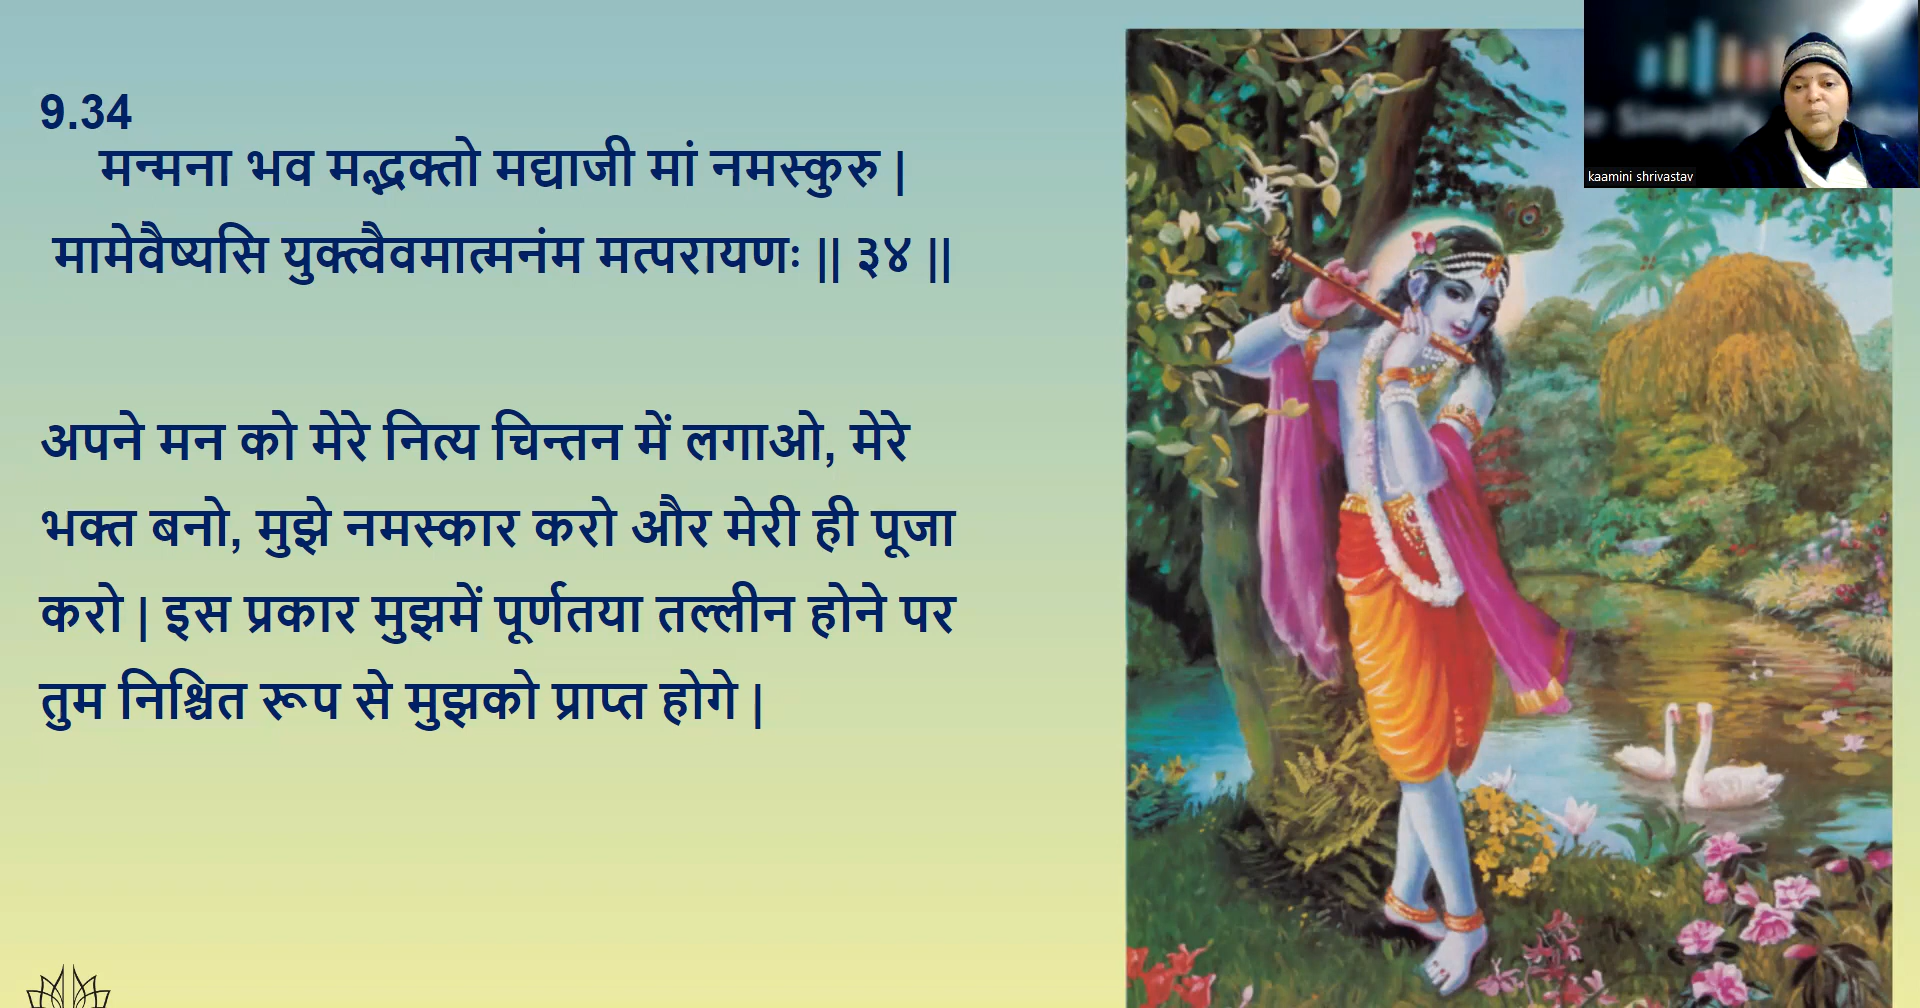 9.34
मन्मना भव मद्भक्तो मद्याजी मां नमस्कुरु |
मामेवैष्यसि युक्त्वैवमात्मनंम मत्परायणः || ३४ ||
अपने मन को मेरे नित्य चिन्तन में लगाओ, मेरे
भक्त बनो, मुझे नमस्कार करो और मेरी ही पूजा
करो | इस प्रकार मुझमें पूर्णतया तल्लीन होने पर
तुम निश्चित रूप से मुझको प्राप्त होगे |
Simplify
kaamini shrivastav